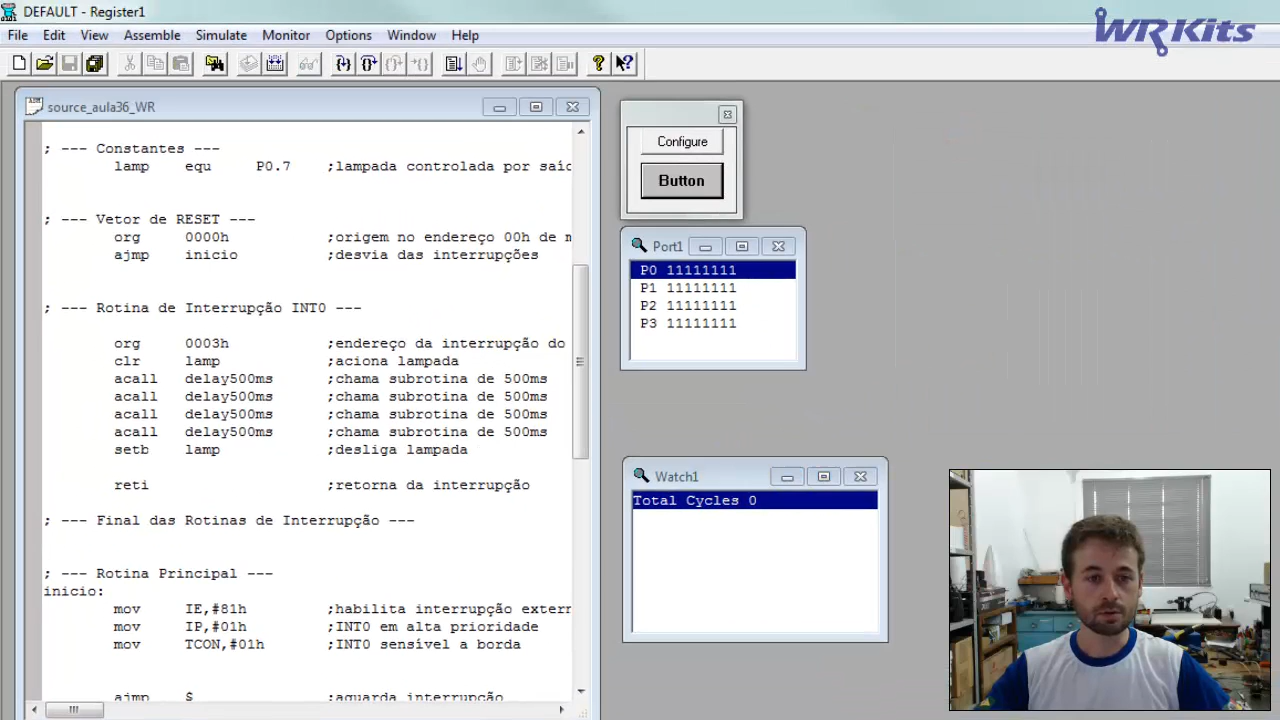 DEFAULT - Register1
File Edit View Assemble Simulate Monitor Options Window Help
WR Kits
source_aula36_WR
; --- Constantes ---
lamp equ P0.7 ;lampada controlada por saíd
; --- Vetor de RESET ---
org 0000h ;origem no endereço 00h de m
ajmp inicio ;desvia das interrupções
; --- Rotina de Interrupção INT0 ---
org 0003h ;endereço da interrupção do
clr lamp ;aciona lampada
acall delay500ms ;chama subrotina de 500ms
acall delay500ms ;chama subrotina de 500ms
acall delay500ms ;chama subrotina de 500ms
acall delay500ms ;chama subrotina de 500ms
setb lamp ;desliga lampada
reti ;retorna da interrupção
; --- Final das Rotinas de Interrupção ---
; --- Rotina Principal ---
inicio:
mov IE,#81h ;habilita interrupção extern
mov IP,#01h ;INT0 em alta prioridade
mov TCON,#01h ;INT0 sensível a borda
ajmp $ ;aguarda interrupção
Configure
Button
Port1
P0 11111111
P1 11111111
P2 11111111
P3 11111111
Watch1
Total Cycles 0